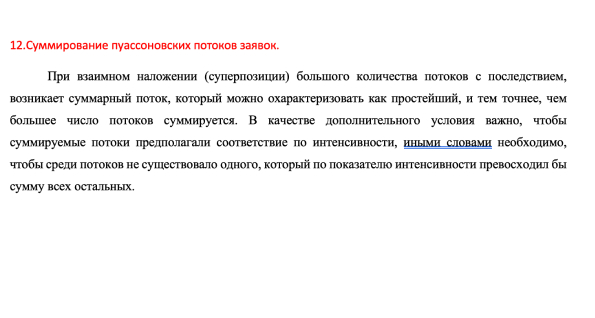 12.Суммирование пуассоновских потоков заявок.
При взаимном наложении (суперпозиции) большого количества потоков с последствием,
возникает суммарный поток, который можно охарактеризовать как простейший, и тем точнее, чем
большее число потоков суммируется. В качестве дополнительного условия важно, чтобы
суммируемые потоки предполагали соответствие по интенсивности, иными словами необходимо,
чтобы среди потоков не существовало одного, который по показателю интенсивности превосходил бы
сумму всех остальных.